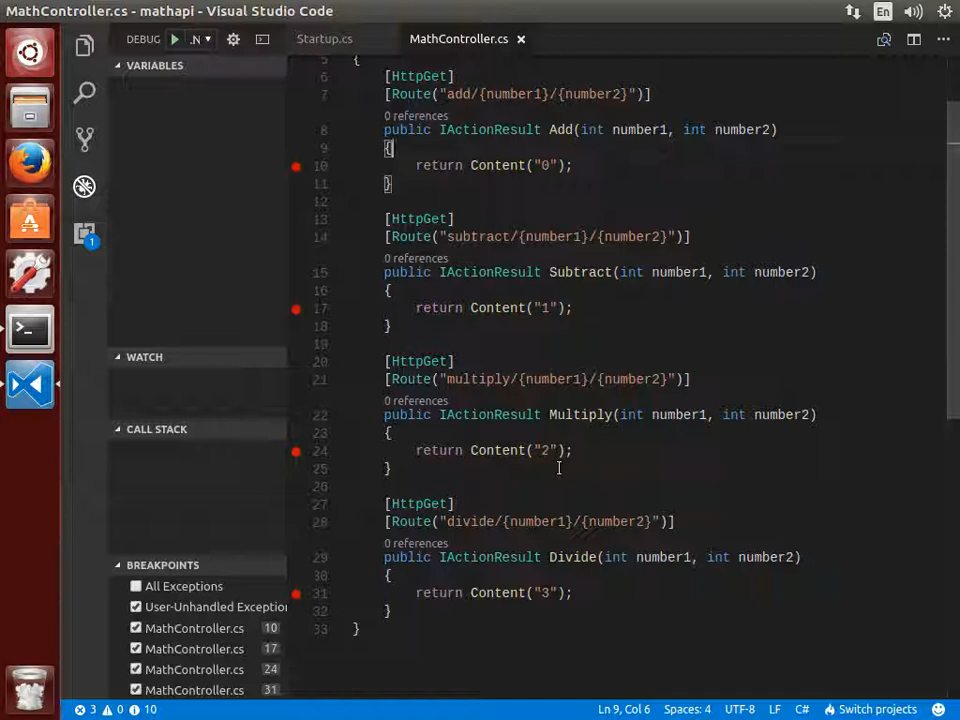 MathController.cs - mathapi - Visual Studio Code
En
DEBUG .N
Startup.cs
MathController.cs
VARIABLES
WATCH
CALL STACK
BREAKPOINTS
All Exceptions
User-Unhandled Exceptio
MathController.cs 10
MathController.cs 17
MathController.cs 24
MathController.cs 31
1
5 {
6 [HttpGet]
7 [Route("add/{number1}/{number2}")]
0 references
8 public IActionResult Add(int number1, int number2)
9 {
10 return Content("0");
11 }
12
13 [HttpGet]
14 [Route("subtract/{number1}/{number2}")]
0 references
15 public IActionResult Subtract(int number1, int number2)
16 {
17 return Content("1");
18 }
19
20 [HttpGet]
21 [Route("multiply/{number1}/{number2}")]
0 references
22 public IActionResult Multiply(int number1, int number2)
23 {
24 return Content("2");
25 }
26
27 [HttpGet]
28 [Route("divide/{number1}/{number2}")]
0 references
29 public IActionResult Divide(int number1, int number2)
30 {
31 return Content("3");
32 }
33 }
3 0 10
Ln 9, Col 6 Spaces: 4 UTF-8 LF C# Switch projects